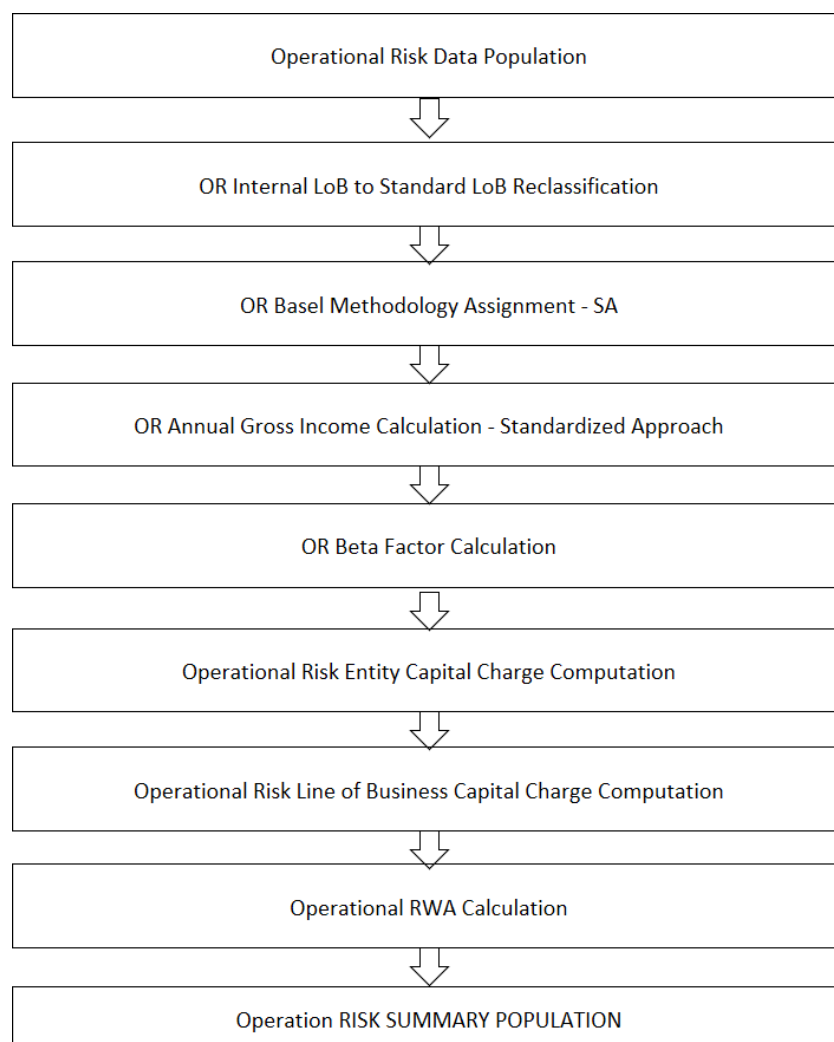 Operational Risk Data Population
OR Internal LoB to Standard LoB Reclassification
OR Basel Methodology Assignment - SA
OR Annual Gross Income Calculation - Standardized Approach
OR Beta Factor Calculation
Operational Risk Entity Capital Charge Computation
Operational Risk Line of Business Capital Charge Computation
Operational RWA Calculation
Operation RISK SUMMARY POPULATION